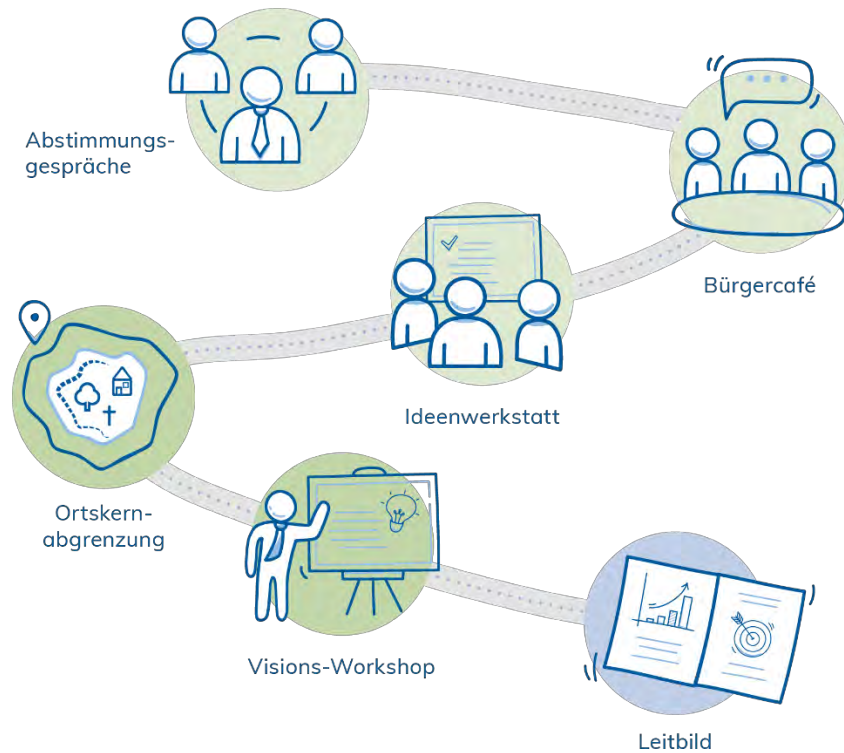 Abstimmungs-
gespräche
Bürgercafé
Ideenwerkstatt
Ortskern-
abgrenzung
Visions-Workshop
Leitbild